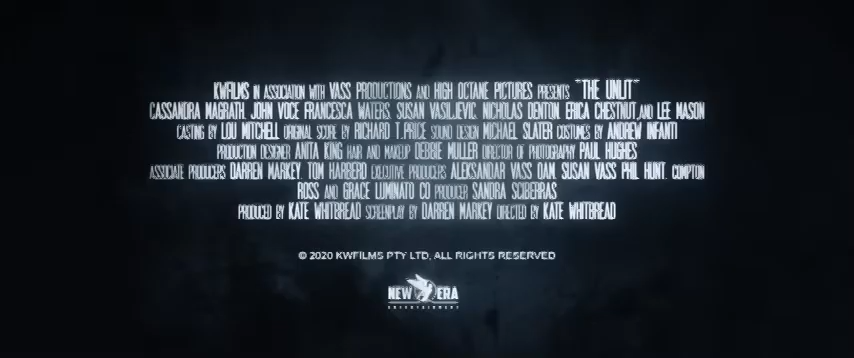 KWFILMS IN ASSOCIATION WITH VASS PRODUCTIONS AND HIGH OCTANE PICTURES PRESENTS "THE UNLIT"
CASSANDRA MAGRATH, JOHN VOCE FRANCESCA WATERS, SUSAN VASILJEVIC, NICHOLAS DENTON, ERICA CHESTNUT,AND LEE MASON
CASTING BY LOU MITCHELL ORIGINAL SCORE BY RICHARD T.PRICE SOUND DESIGN MICHAEL SLATER COSTUMES BY ANDREW INFANTI
PRODUCTION DESIGNER ANITA KING HAIR AND MAKEUP DEBBIE MULLER DIRECTOR OF PHOTOGRAPHY PAUL HUGHES
ASSOCIATE PRODUCERS DARREN MARKEY, TOM HARBERD EXECUTIVE PRODUCERS ALEKSANDAR VASS OAM, SUSAN VASS PHIL HUNT, COMPTON
ROSS AND GRACE LUMINATO CO PRODUCER SANDRA SCIBERRAS
PRODUCED BY KATE WHITBREAD SCREENPLAY BY DARREN MARKEY DIRECTED BY KATE WHITBREAD
© 2020 KWFILMS PTY LTD, ALL RIGHTS RESERVED
NEW ERA
ENTERTAINMENT